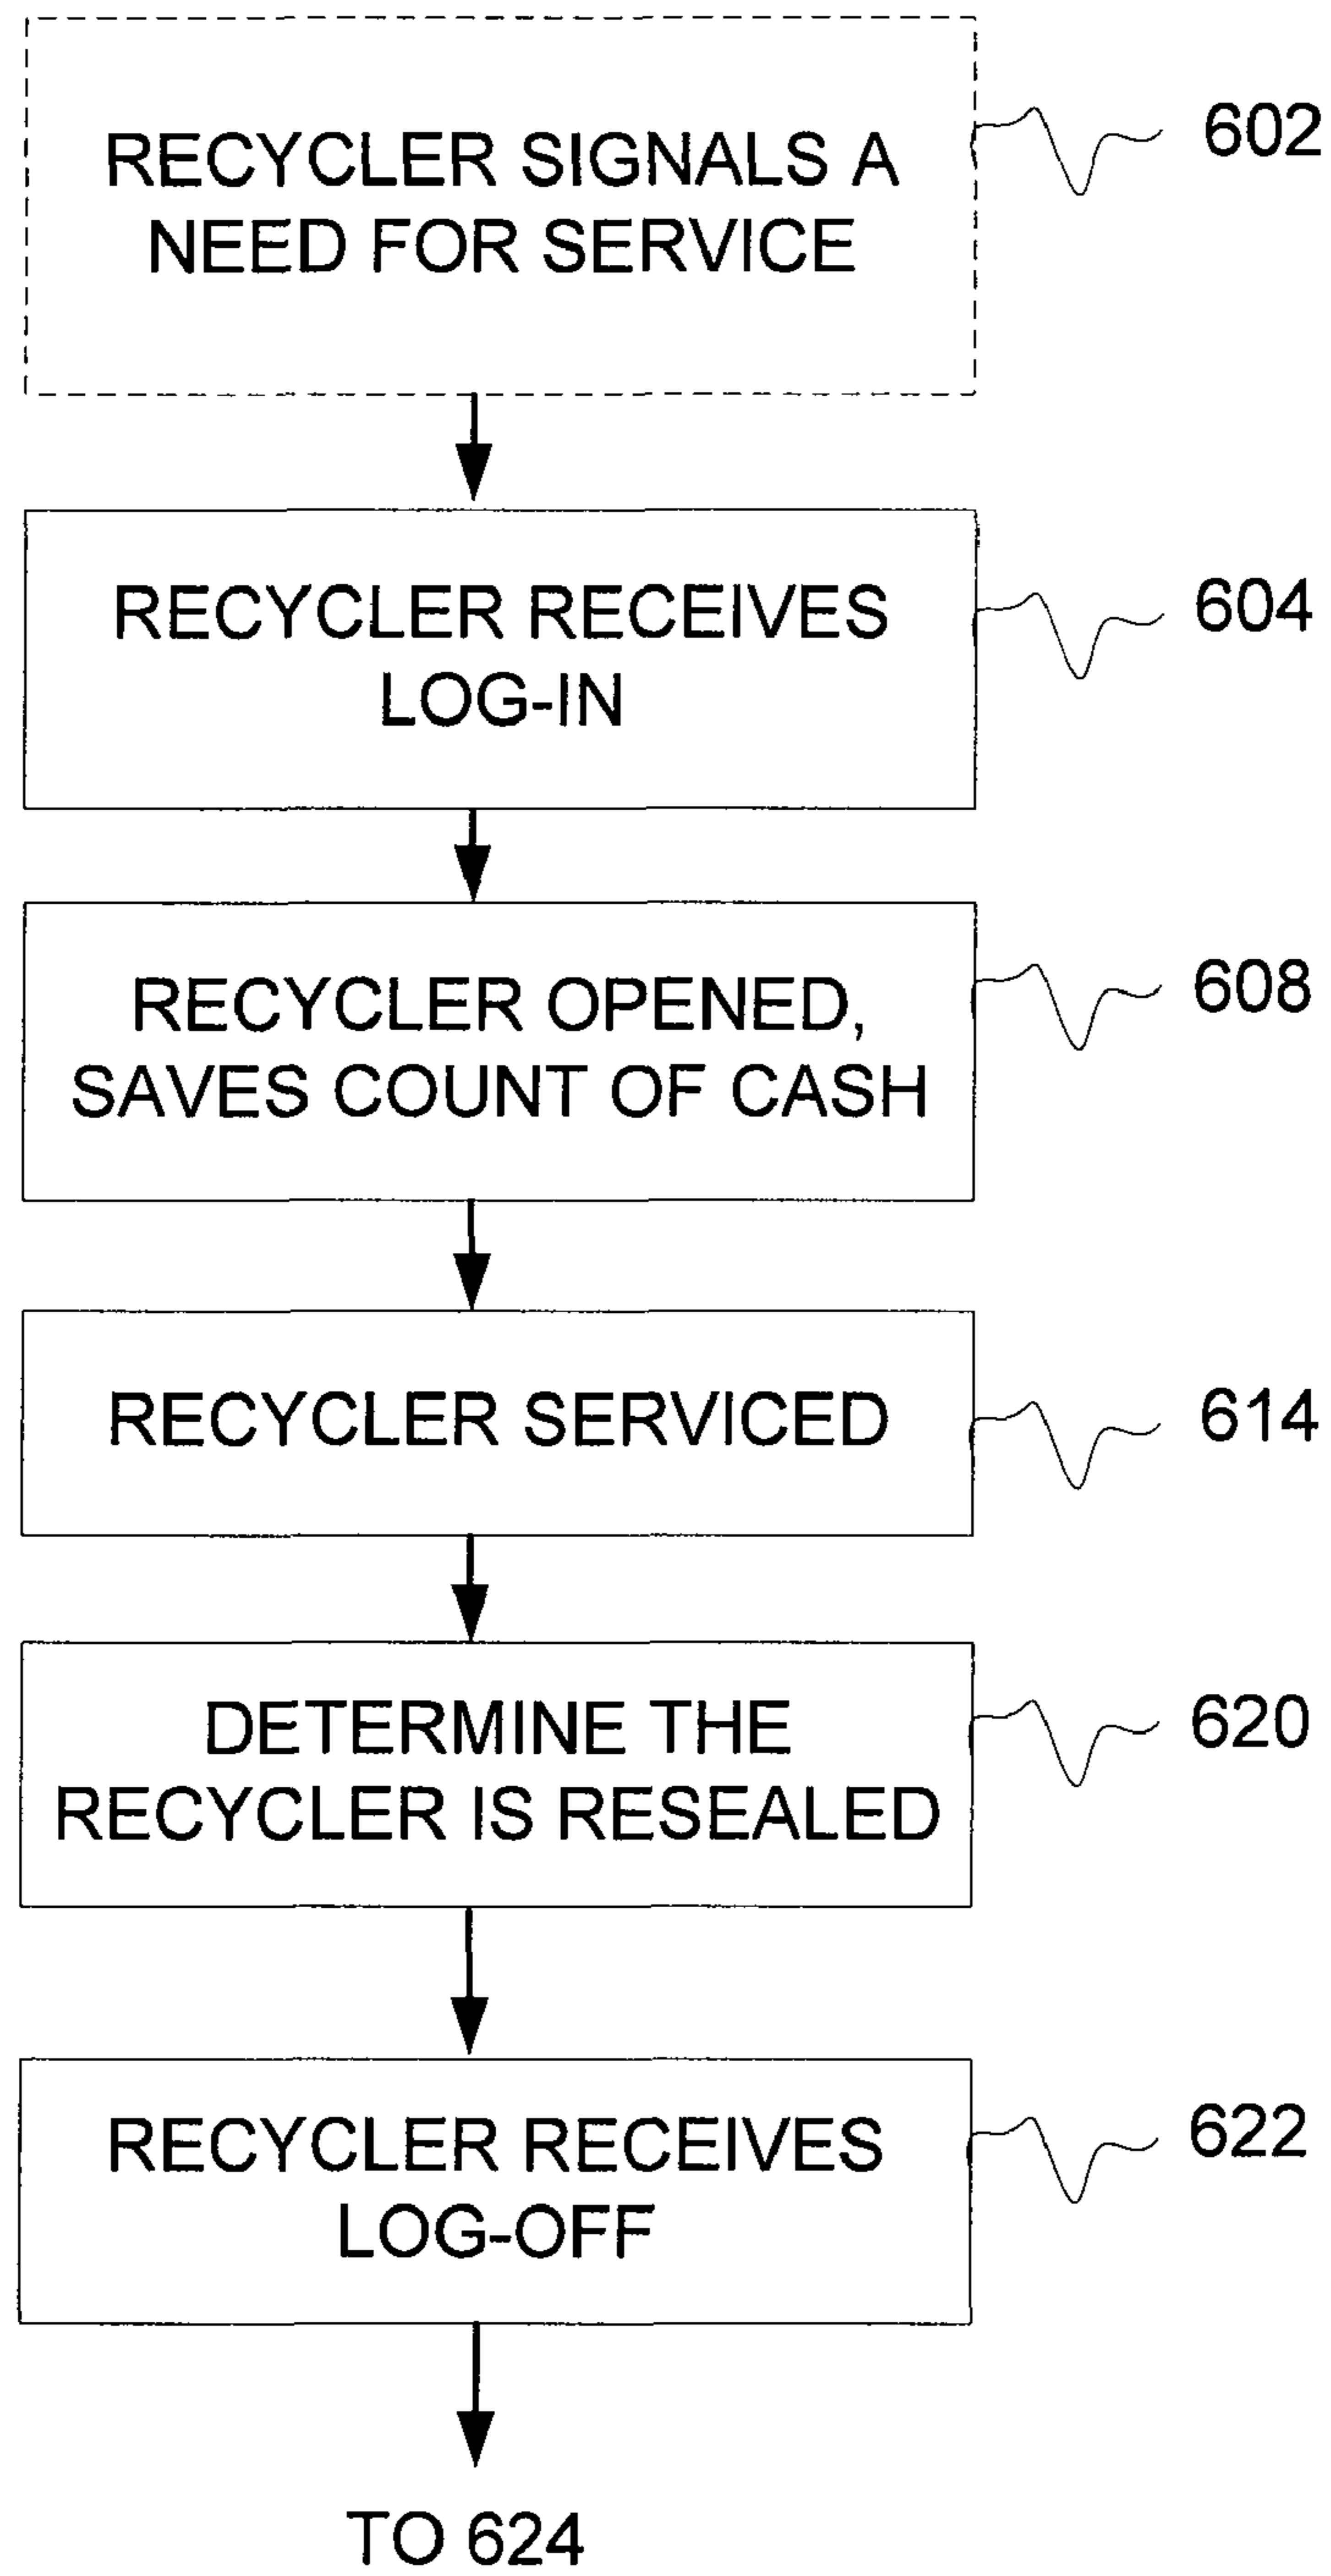 RECYCLER SIGNALS A
NEED FOR SERVICE
602
RECYCLER RECEIVES
LOG-IN
604
RECYCLER OPENED,
SAVES COUNT OF CASH
608
RECYCLER SERVICED
614
DETERMINE THE
RECYCLER IS RESEALED
620
RECYCLER RECEIVES
LOG-OFF
622
TO 624